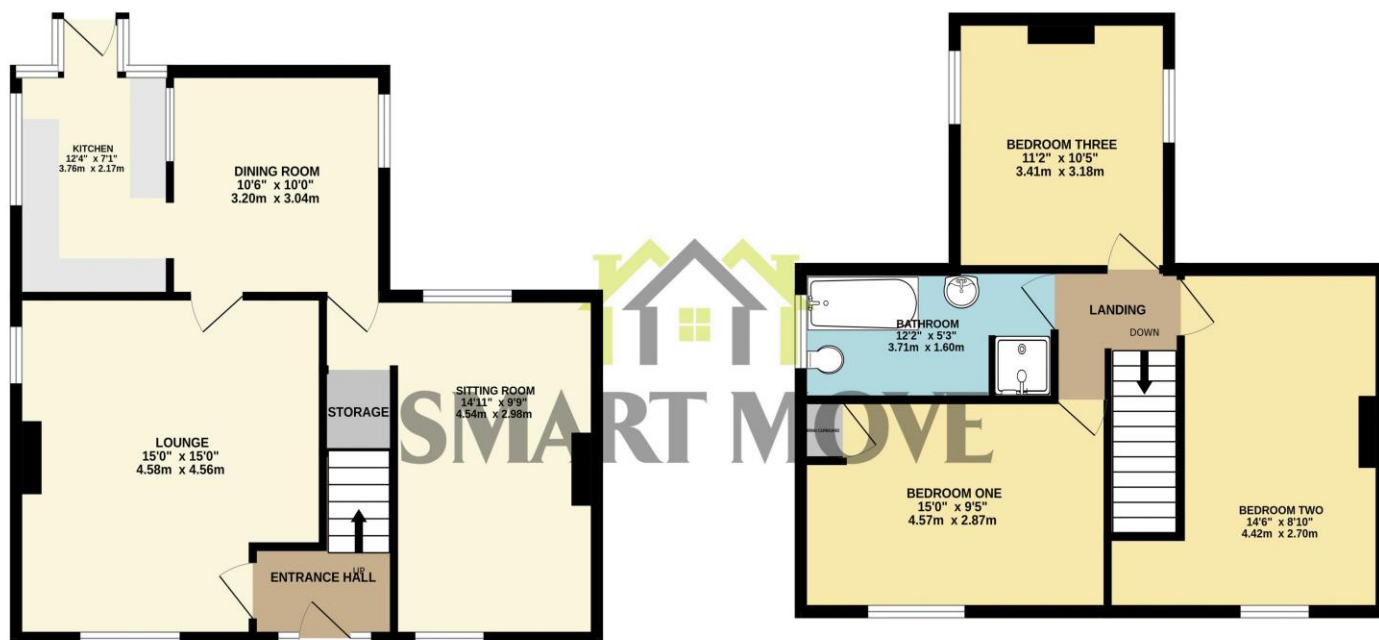 KITCHEN
12'4" x 7'1"
3.76m x 2.17m
DINING ROOM
10'6" x 10'0"
3.20m x 3.04m
LOUNGE
15'0" x 15'0"
4.58m x 4.56m
STORAGE
SITTING ROOM
14'11" x 9'9"
4.54m x 2.98m
UP
ENTRANCE HALL
SMART MOVE
BEDROOM THREE
11'2" x 10'5"
3.41m x 3.18m
BATHROOM
12'2" x 5'3"
3.71m x 1.60m
LANDING
DOWN
BEDROOM ONE
15'0" x 9'5"
4.57m x 2.87m
BEDROOM TWO
14'6" x 8'10"
4.42m x 2.70m